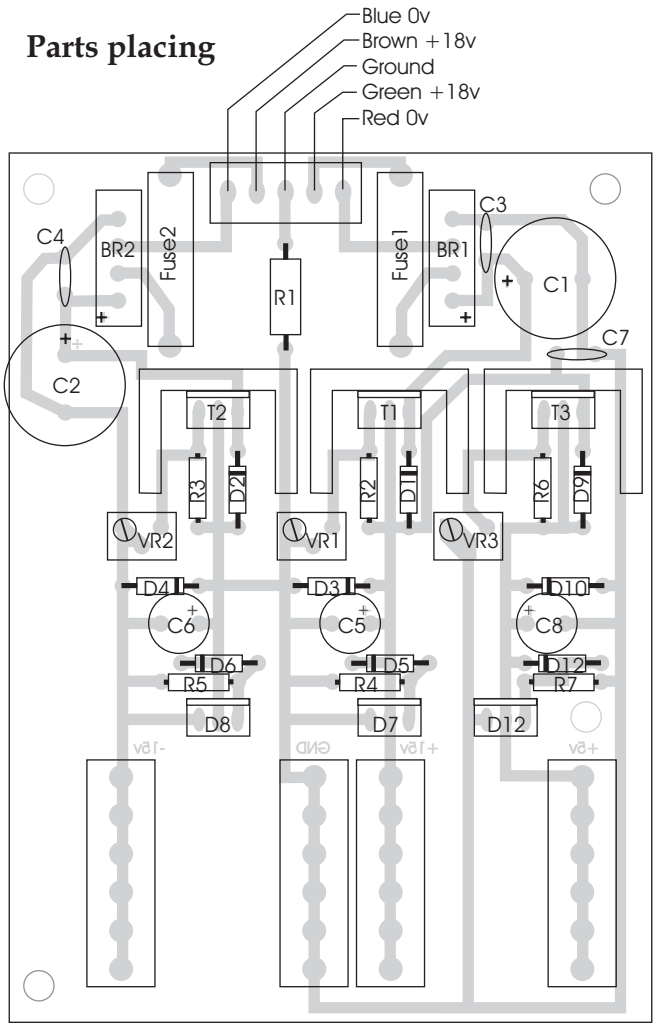 Parts placing
Blue 0v
Brown +18v
Ground
Green +18v
Red 0v
C4
BR2
Fuse2
R1
Fuse1
BR1
C3
C1
C7
+
+
+
+
+
C2
T2
T1
T3
R3
D2
R2
D1
R6
D9
VR2
VR1
VR3
D4
D3
D10
+
C6
+
C5
+
C8
D6
D5
D12
R5
R4
R7
D8
D7
D12
-15v
GND
+15v
+5v